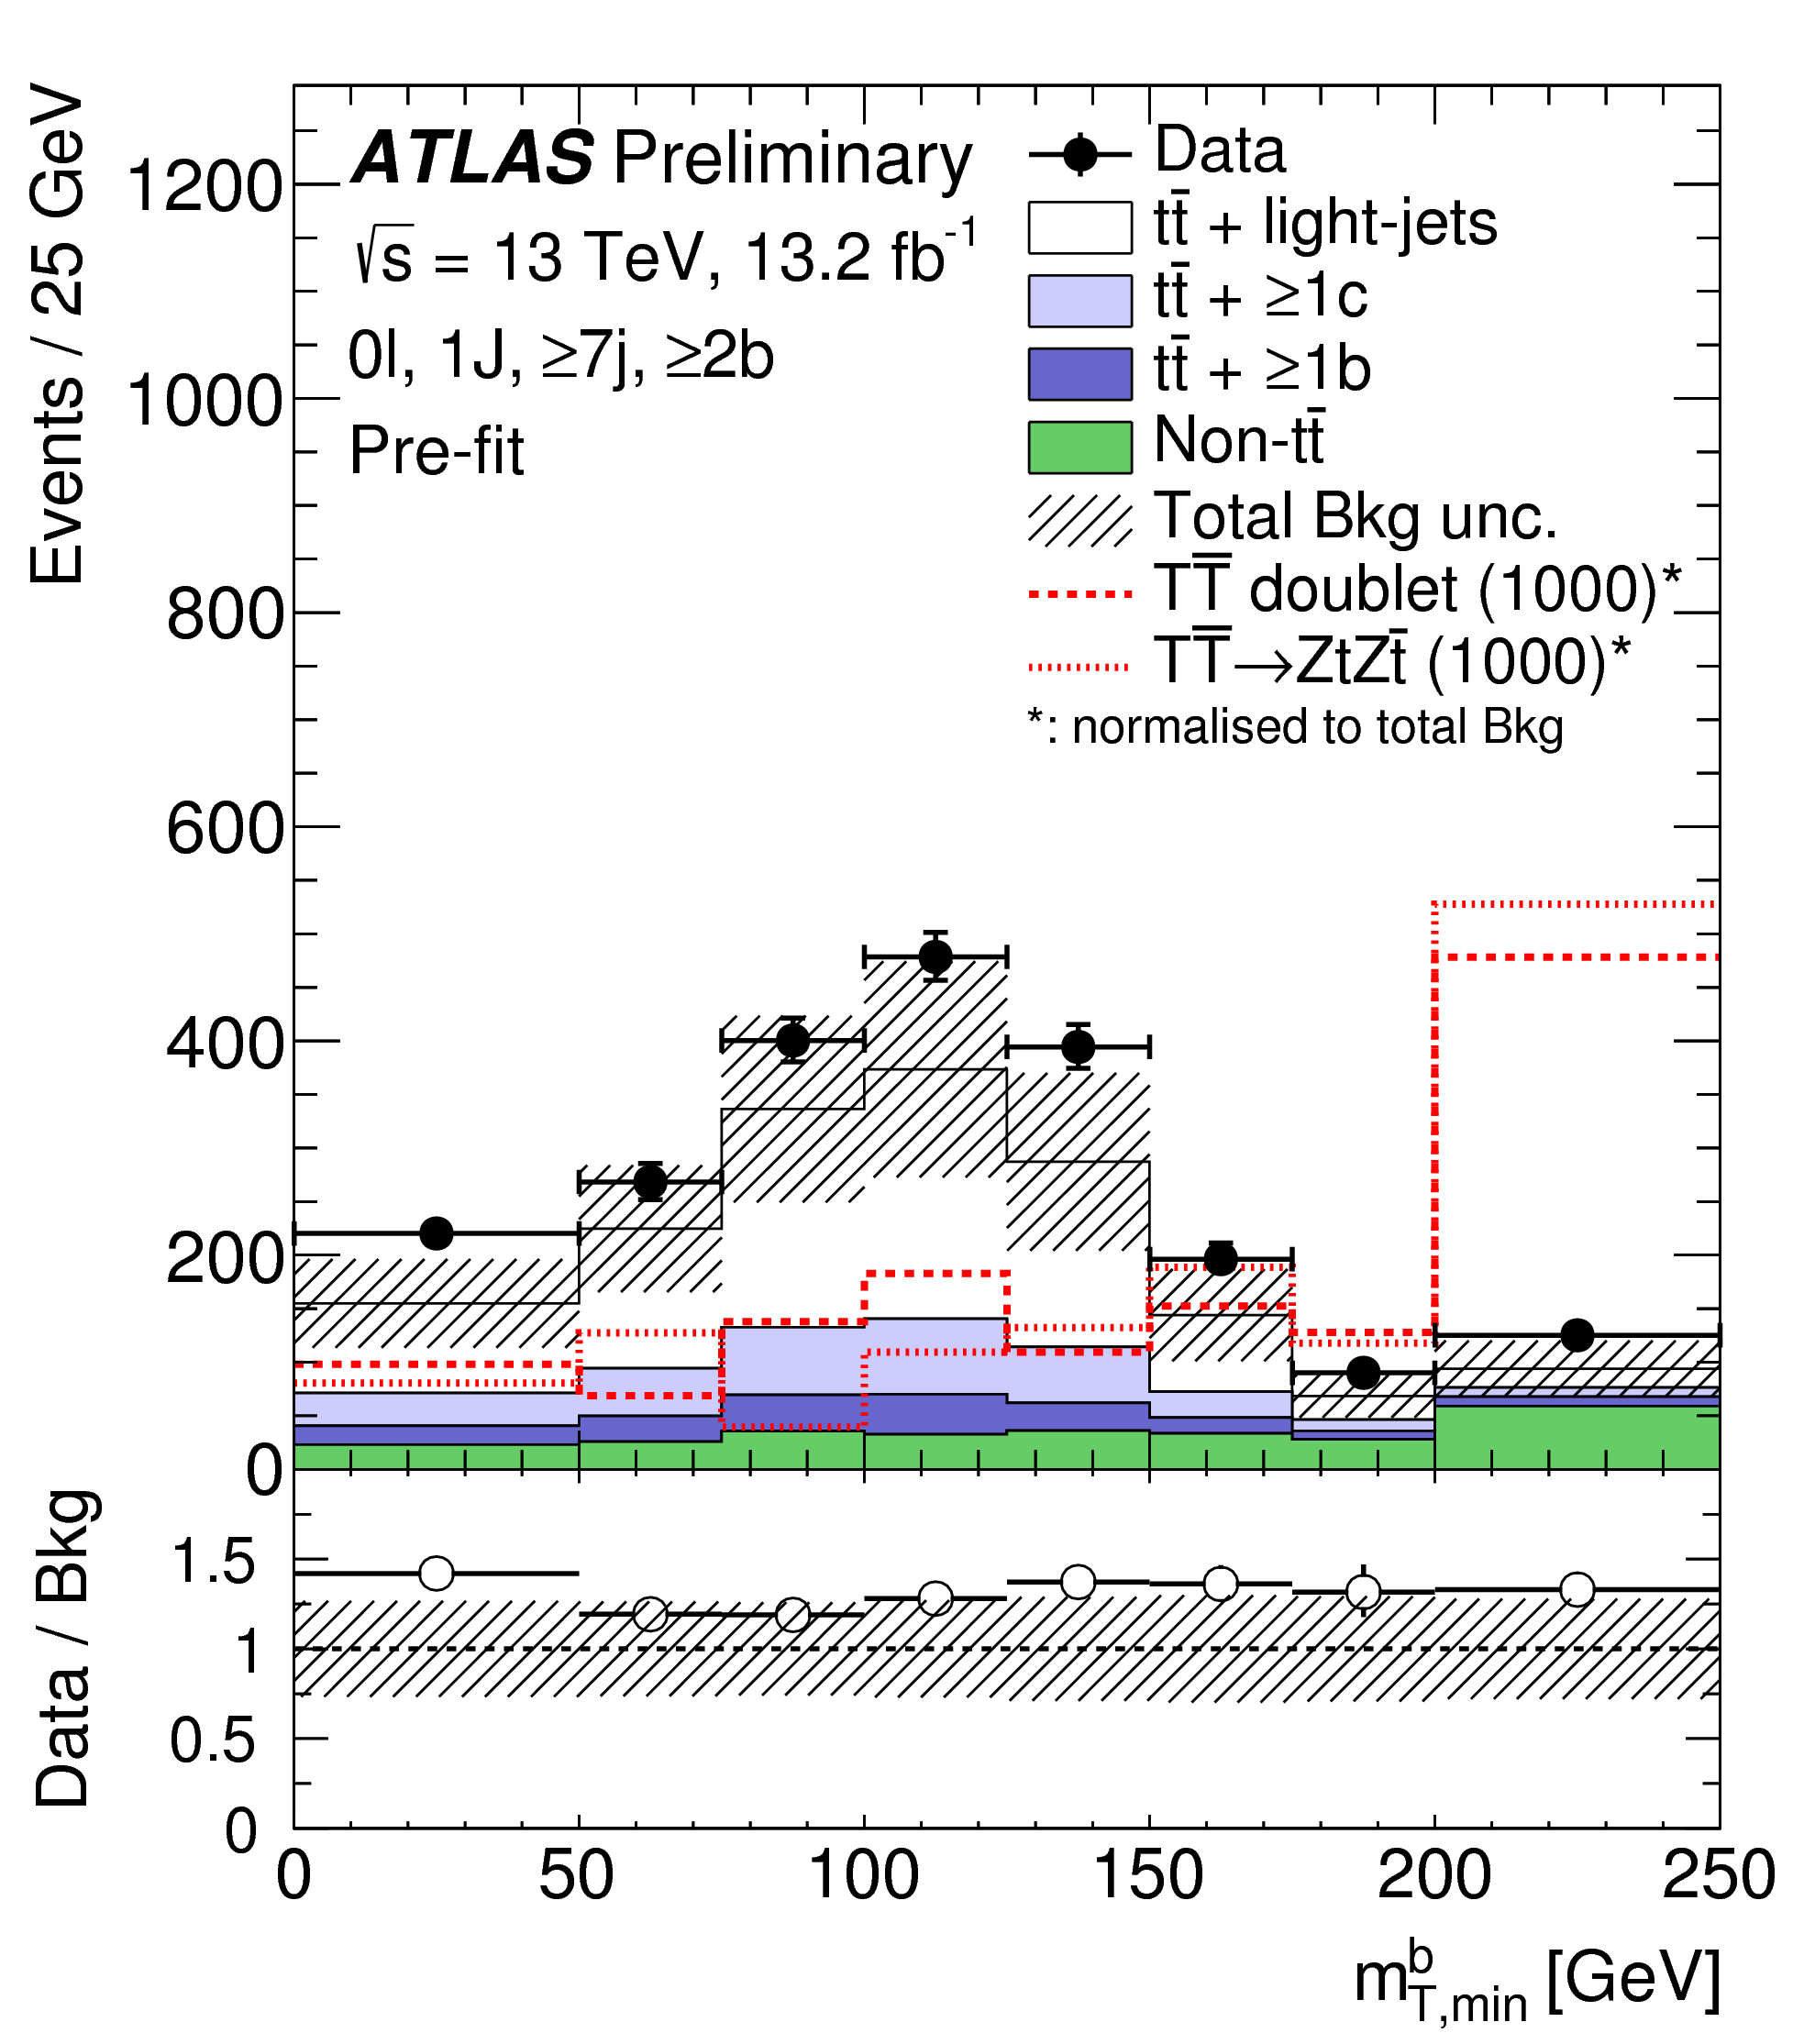 ATLAS Preliminary
√s = 13 TeV, 13.2 fb⁻¹
0l, 1J, ≥7j, ≥2b
Pre-fit
Data
tt̄ + light-jets
tt̄ + ≥1c
tt̄ + ≥1b
Non-tt̄
Total Bkg unc.
TT̅ doublet (1000)*
TT̅→ZtZt̄ (1000)*
*: normalised to total Bkg
Events / 25 GeV
1200
1000
800
600
400
200
0
Data / Bkg
1.5
1
0.5
0
0 50 100 150 200 250
m^b_T,min [GeV]